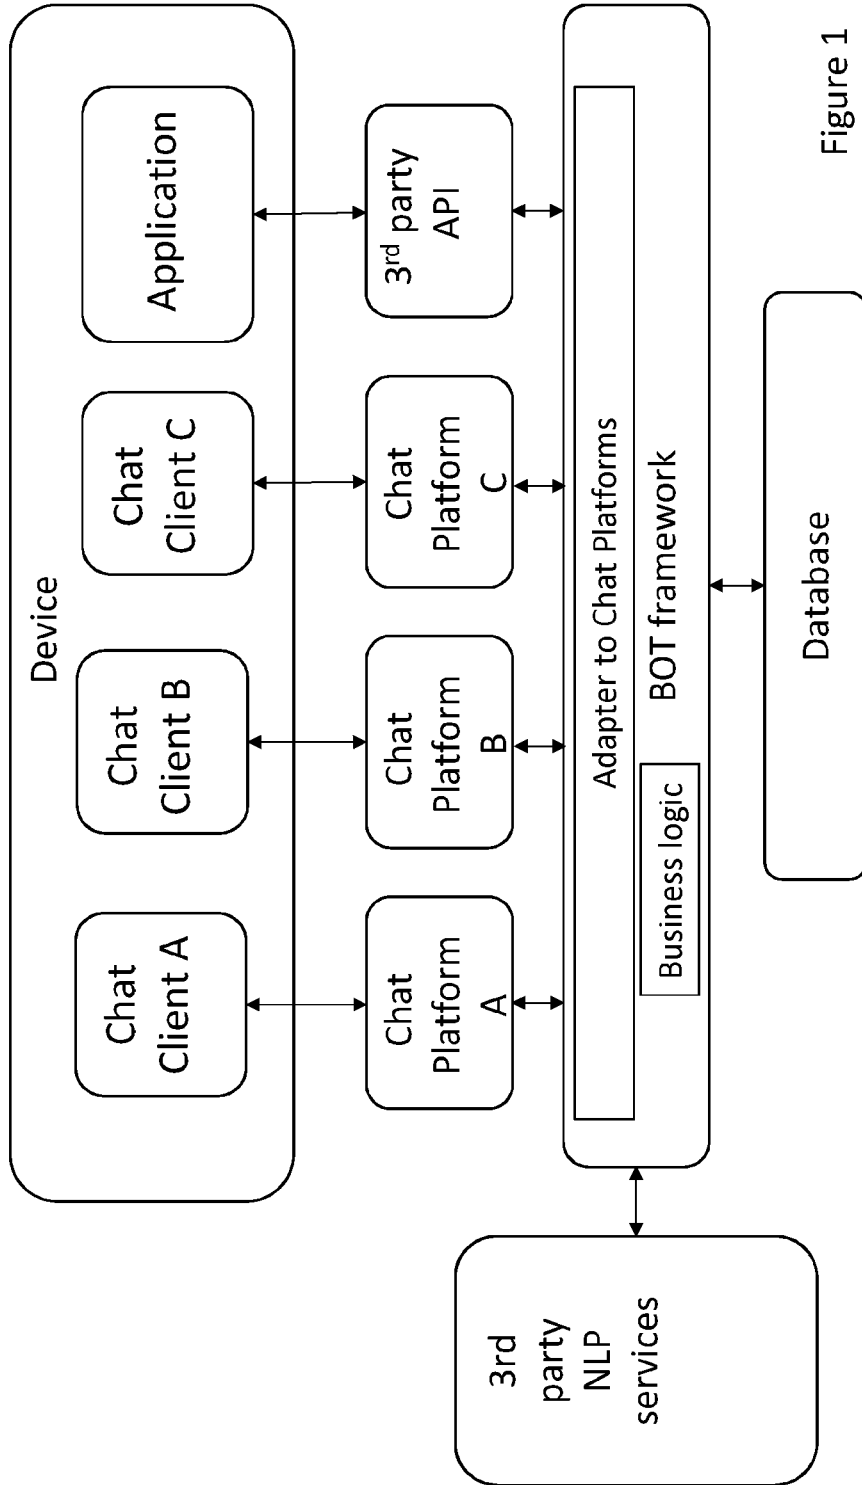 Device
Chat
Client A
Chat
Client B
Chat
Client C
Application
Chat
Platform
A
Chat
Platform
B
Chat
Platform
C
3rd party
API
Adapter to Chat Platforms
BOT framework
Business logic
3rd
party
NLP
services
Database
Figure 1